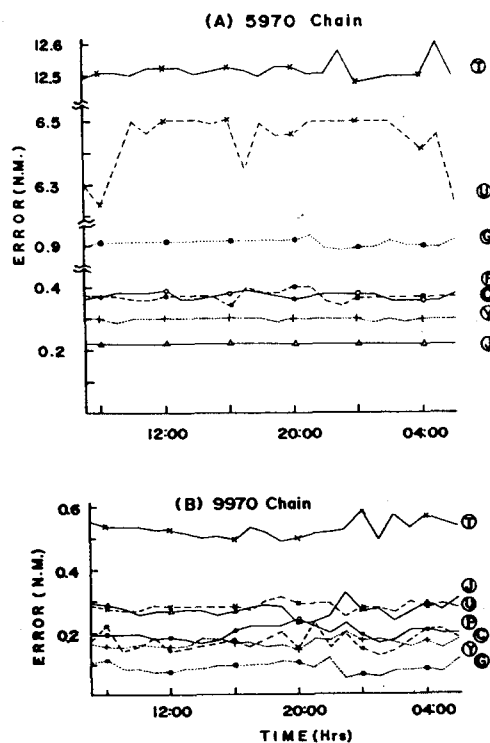 (A) 5970 Chain
12.6
12.5
T
6.5
6.3
U
G
0.9
P
0.4
C
Y
0.2
J
ERROR (N.M.)
12:00
20:00
04:00
(B) 9970 Chain
0.6
T
0.4
J
U
P
0.2
C
Y
G
ERROR (N.M.)
12:00
20:00
04:00
TIME (Hrs)